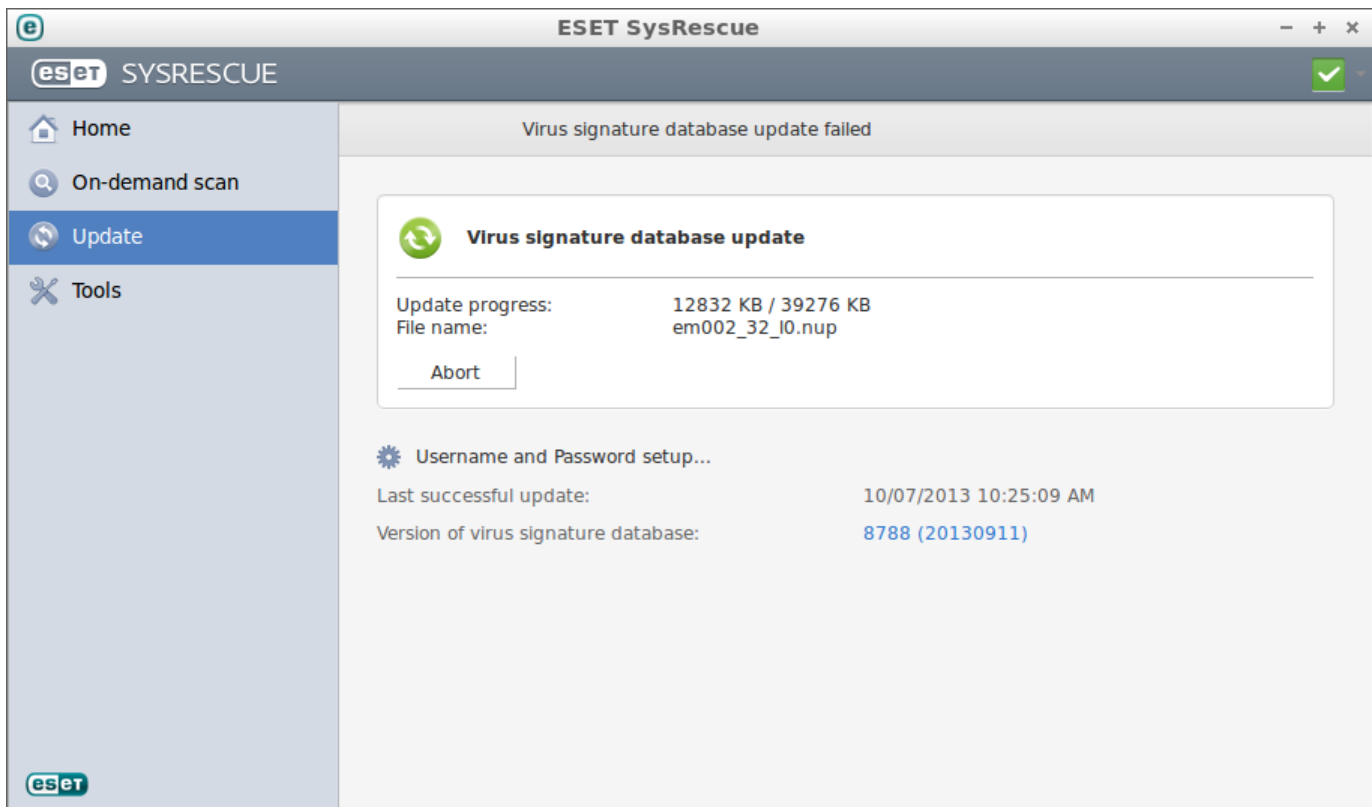 ESET SysRescue
eset SYSRESCUE
Home
On-demand scan
Update
Tools
Virus signature database update failed
Virus signature database update
Update progress: 12832 KB / 39276 KB
File name: em002_32_l0.nup
Abort
Username and Password setup...
Last successful update: 10/07/2013 10:25:09 AM
Version of virus signature database: 8788 (20130911)
eset